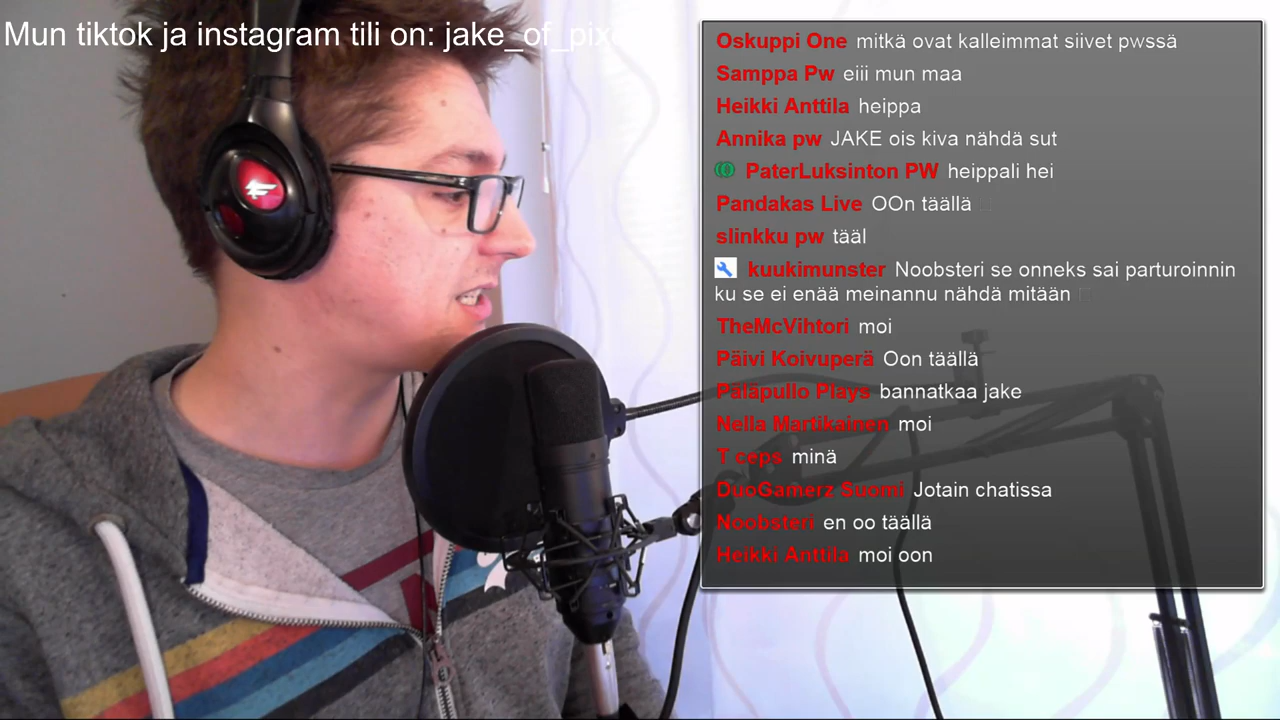 Mun tiktok ja instagram tili on: jake_of_pix
Oskuppi One mitkä ovat kalleimmat siivet pwssä
Samppa Pw eiii mun maa
Heikki Anttila heippa
Annika pw JAKE ois kiva nähdä sut
PaterLuksinton PW heippali hei
Pandakas Live OOn täällä
slinkku pw tääl
kuukimunster Noobsteri se onneks sai parturoinnin
ku se ei enää meinannu nähdä mitään
TheMcVihtori moi
Päivi Koivuperä Oon täällä
Päläpullo Plays bannatkaa jake
Nella Martikainen moi
T ceps minä
DuoGamerz Suomi Jotain chatissa
Noobsteri en oo täällä
Heikki Anttila moi oon